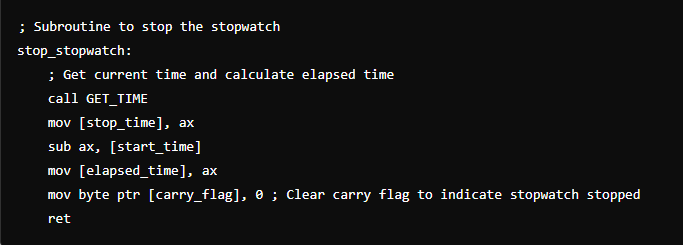 ; Subroutine to stop the stopwatch
stop_stopwatch:
    ; Get current time and calculate elapsed time
    call GET_TIME
    mov [stop_time], ax
    sub ax, [start_time]
    mov [elapsed_time], ax
    mov byte ptr [carry_flag], 0 ; Clear carry flag to indicate stopwatch stopped
    ret